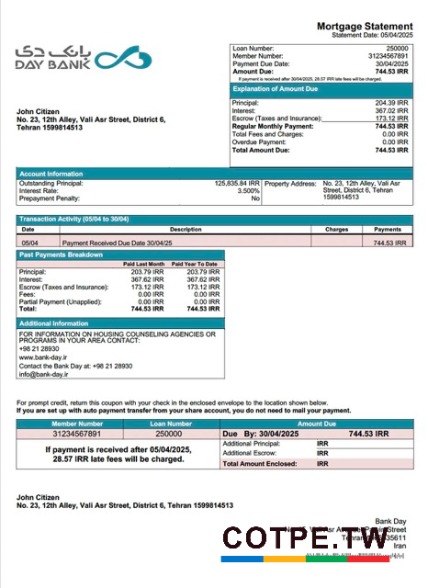 Mortgage Statement
Statement Date: 05/04/2025
بانک دی
DAY BANK
Loan Number: 250000
Member Number: 31234567891
Payment Due Date: 30/04/2025
Amount Due: 744.53 IRR
If payment is received after 30/04/2025, 28.57 IRR late fees will be charged.
Explanation of Amount Due
Principal: 204.39 IRR
Interest: 367.02 IRR
Escrow (Taxes and Insurance): 173.12 IRR
Regular Monthly Payment: 744.53 IRR
Total Fees and Charges: 0.00 IRR
Overdue Payment: 0.00 IRR
Total Amount Due: 744.53 IRR
John Citizen
No. 23, 12th Alley, Vali Asr Street, District 6,
Tehran 1599814513
Account Information
Outstanding Principal: 125,835.84 IRR
Interest Rate: 3.500%
Prepayment Penalty: No
Property Address: No. 23, 12th Alley, Vali Asr
Street, District 6, Tehran
1599814513
Transaction Activity (05/04 to 30/04)
Date Description Charges Payments
05/04 Payment Received Due Date 30/04/25 744.53 IRR
Past Payments Breakdown
Paid Last Month Paid Year To Date
Principal: 203.79 IRR 203.79 IRR
Interest: 367.62 IRR 367.62 IRR
Escrow (Taxes and Insurance): 173.12 IRR 173.12 IRR
Fees: 0.00 IRR 0.00 IRR
Partial Payment (Unapplied): 0.00 IRR 0.00 IRR
Total: 744.53 IRR 744.53 IRR
Additional Information
FOR INFORMATION ON HOUSING COUNSELING AGENCIES OR
PROGRAMS IN YOUR AREA CONTACT:
+98 21 28930
www.bank-day.ir
Contact the Bank Day at: +98 21 28930
info@bank-day.ir
For prompt credit, return this coupon with your check in the enclosed envelope to the location shown below.
If you are set up with auto payment transfer from your share account, you do not need to mail your payment.
Member Number Loan Number Amount Due
31234567891 250000 Due By: 30/04/2025 744.53 IRR
If payment is received after 05/04/2025,
28.57 IRR late fees will be charged.
Additional Principal: IRR
Additional Escrow: IRR
Total Amount Enclosed: IRR
John Citizen
No. 23, 12th Alley, Vali Asr Street, District 6, Tehran 1599814513
Bank Day
Street
Iran
COTPE.TW